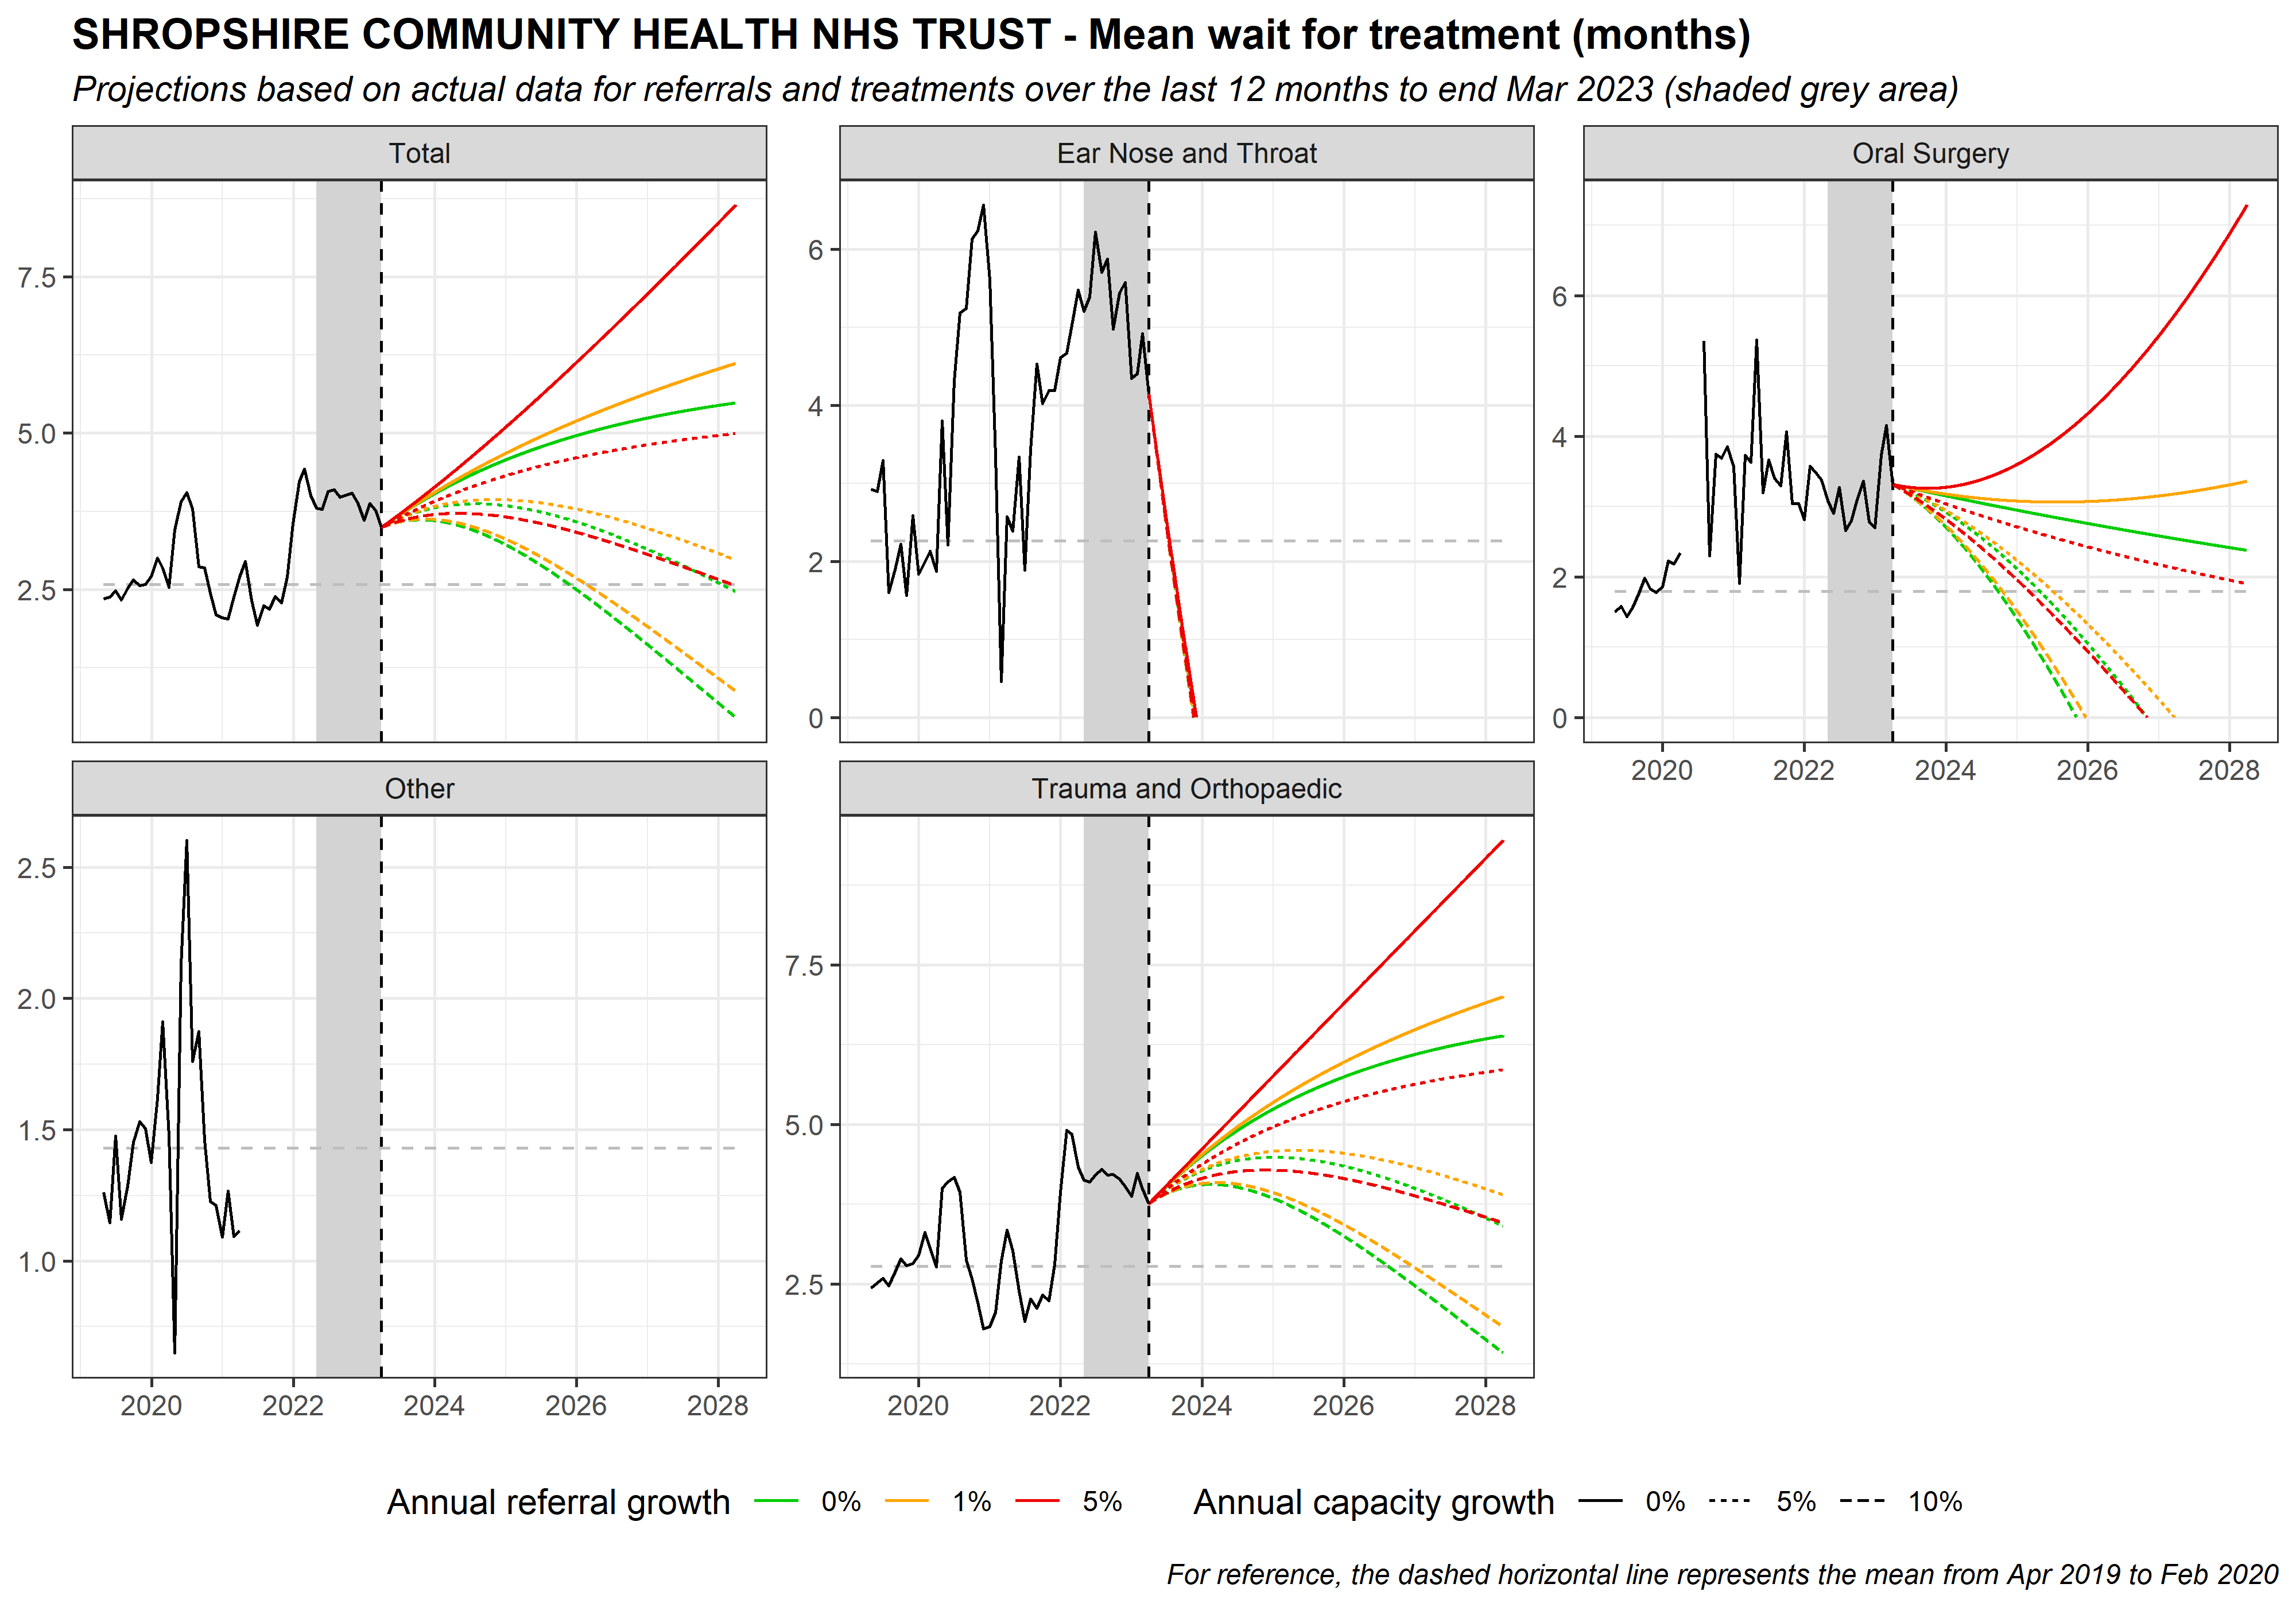 SHROPSHIRE COMMUNITY HEALTH NHS TRUST - Mean wait for treatment (months)
Projections based on actual data for referrals and treatments over the last 12 months to end Mar 2023 (shaded grey area)
Total
Ear Nose and Throat
Oral Surgery
7.5
5.0
2.5
6
4
2
0
6
4
2
0
2020 2022 2024 2026 2028
Other
Trauma and Orthopaedic
2.5
2.0
1.5
1.0
7.5
5.0
2.5
2020 2022 2024 2026 2028
2020 2022 2024 2026 2028
Annual referral growth 0% 1% 5% Annual capacity growth 0% 5% 10%
For reference, the dashed horizontal line represents the mean from Apr 2019 to Feb 2020